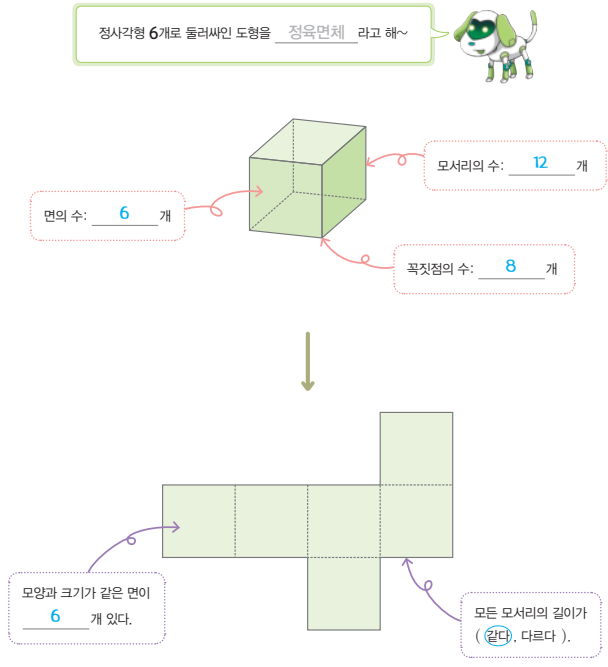 정사각형 6개로 둘러싸인 도형을 정육면체 라고 해~
모서리의 수: 12 개
면의 수: 6 개
꼭짓점의 수: 8 개
모양과 크기가 같은 면이
6 개 있다.
모든 모서리의 길이가
( 같다 , 다르다 ).